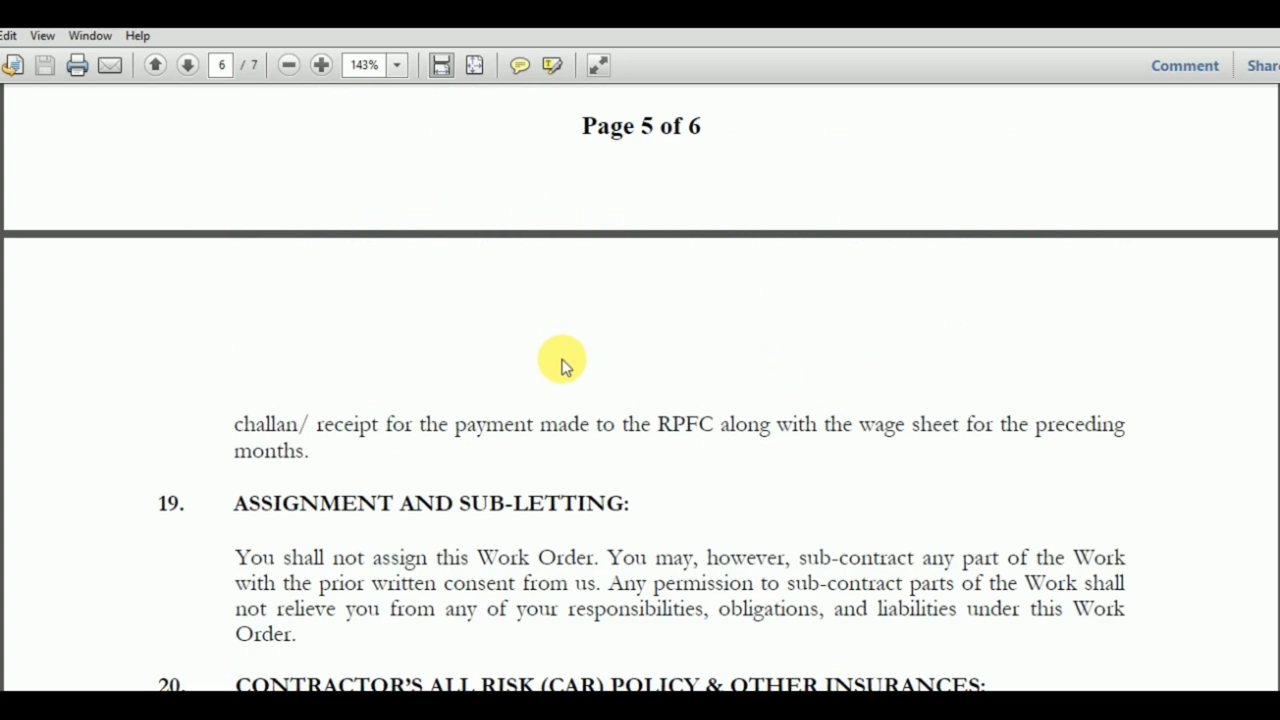 Edit View Window Help
6 / 7 143% Comment Shar
Page 5 of 6
challan/ receipt for the payment made to the RPFC along with the wage sheet for the preceding
months.
19. ASSIGNMENT AND SUB-LETTING:
You shall not assign this Work Order. You may, however, sub-contract any part of the Work
with the prior written consent from us. Any permission to sub-contract parts of the Work shall
not relieve you from any of your responsibilities, obligations, and liabilities under this Work
Order.
20. CONTRACTOR'S ALL RISK (CAR) POLICY & OTHER INSURANCES: